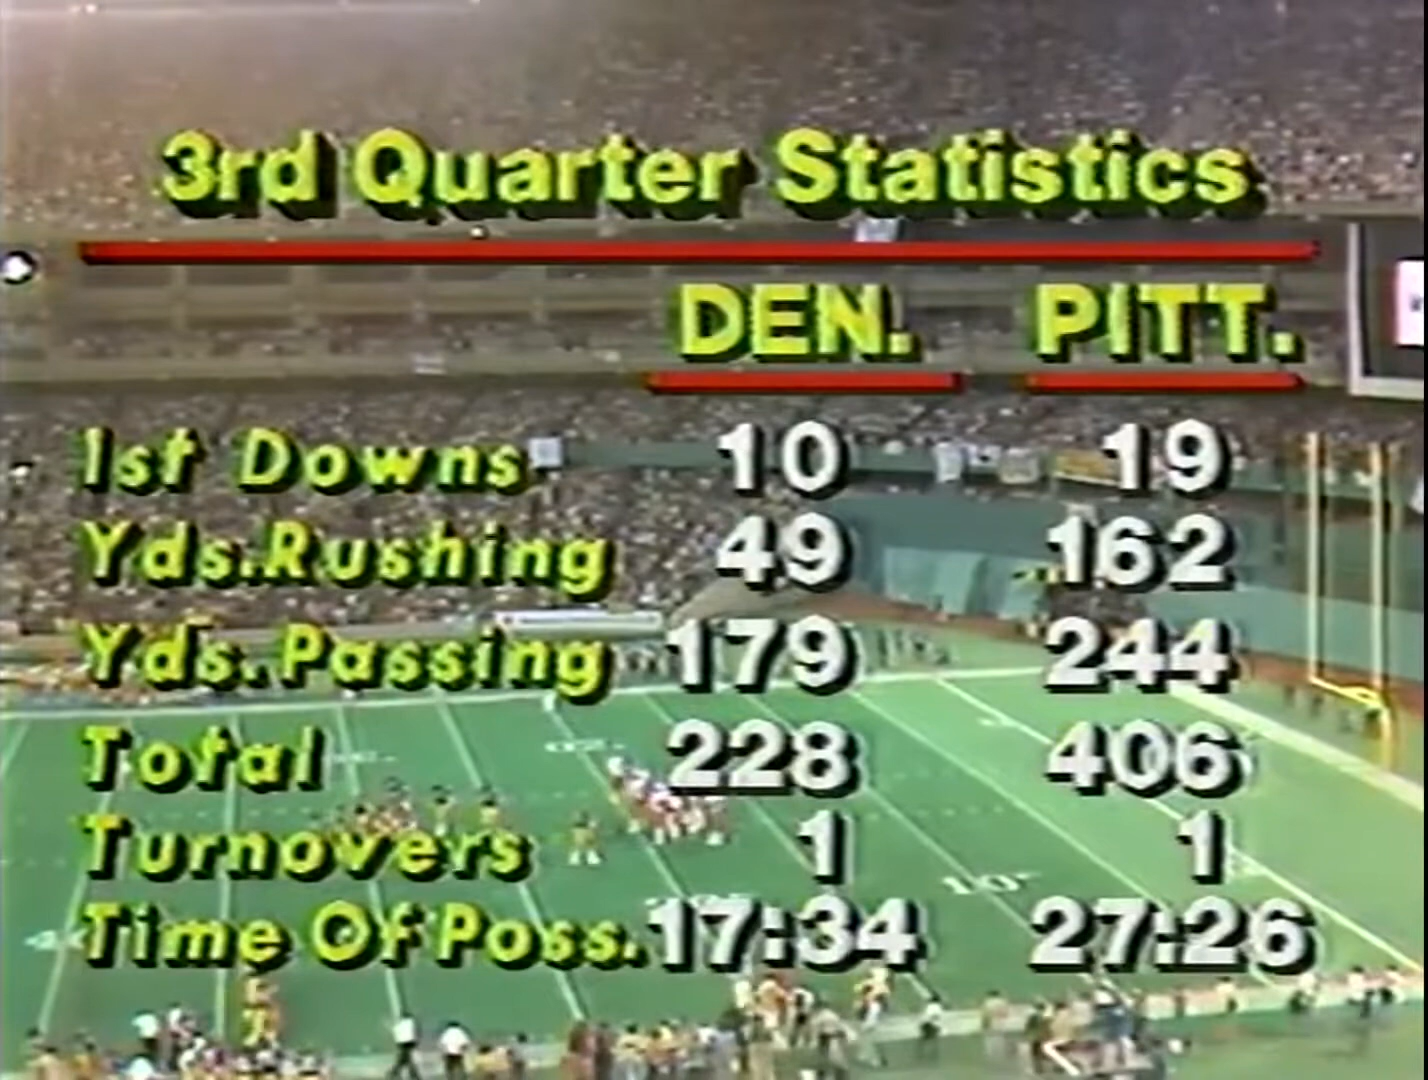 3rd Quarter Statistics
DEN. PITT.
1st Downs 10 19
Yds.Rushing 49 162
Yds.Passing 179 244
Total 228 406
Turnovers 1 1
Time Of Poss. 17:34 27:26
10